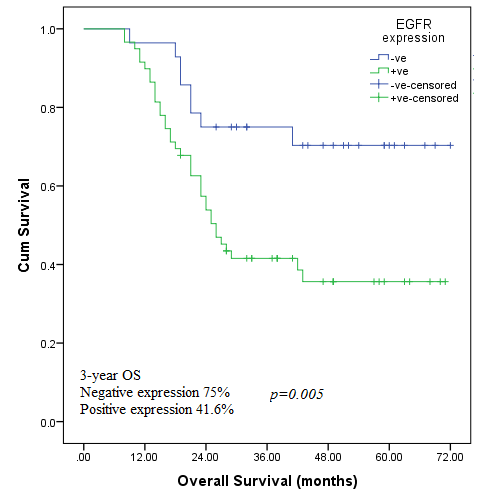 EGFR
expression
-ve
+ve
-ve-censored
+ve-censored
1.0
0.8
0.6
0.4
0.2
0.0
Cum Survival
3-year OS
Negative expression 75%
Positive expression 41.6%
p=0.005
.00 12.00 24.00 36.00 48.00 60.00 72.00
Overall Survival (months)